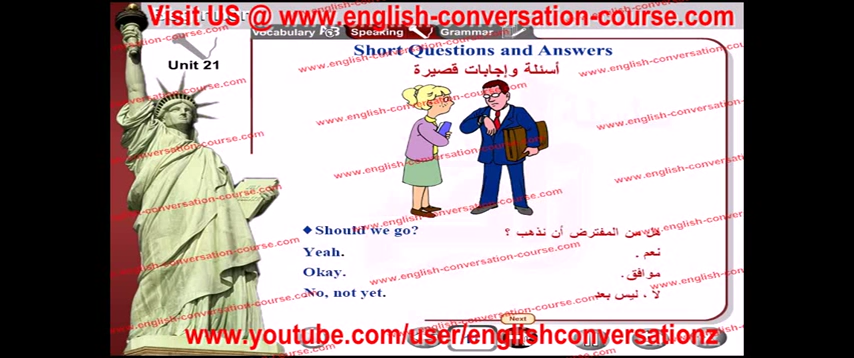 Visit US @ www.english-conversation-course.com
Vocabulary Speaking Grammar
Unit 21
Short Questions and Answers
أسئلة وإجابات قصيرة
Should we go? هل من المفترض أن نذهب ؟
Yeah. نعم .
Okay. موافق .
No, not yet. لا ، ليس بعد
Next
www.youtube.com/user/englishconversationz